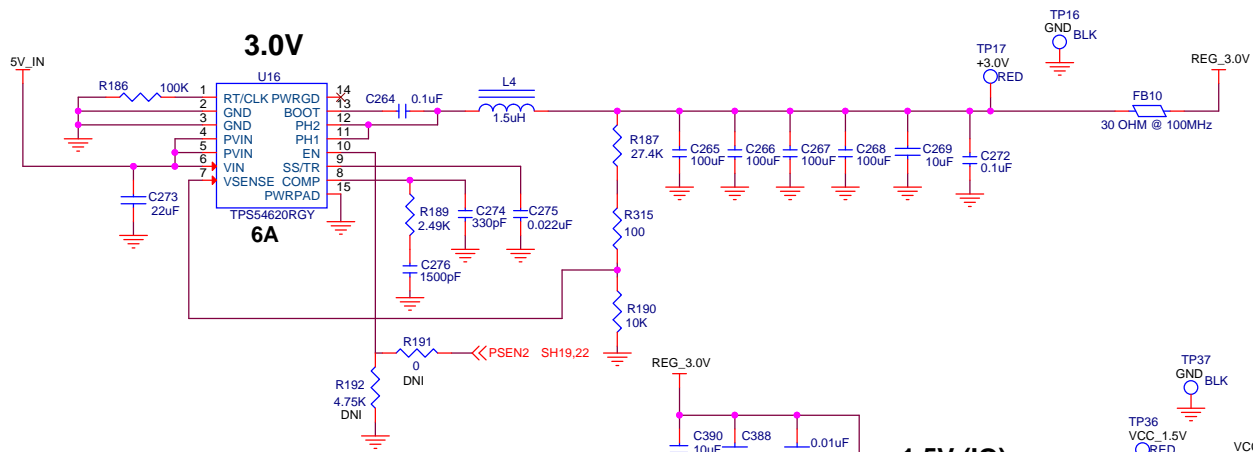 3.0V
5V_IN
U16
R186
100K
1 RT/CLK PWRGD 14
2 GND BOOT 13
3 GND PH2 12
4 PVIN PH1 11
5 PVIN EN 10
6 VIN SS/TR 9
7 VSENSE COMP 8
PWRPAD 15
TPS54620RGY
6A
C273
22uF
C264 0.1uF
L4
1.5uH
R189
2.49K
C274
330pF
C275
0.022uF
C276
1500pF
R187
27.4K
R315
100
R190
10K
C265
100uF
C266
100uF
C267
100uF
C268
100uF
C269
10uF
C272
0.1uF
TP17
+3.0V
RED
TP16
GND
BLK
REG_3.0V
FB10
30 OHM @ 100MHz
R191
0
DNI
PSEN2 SH19,22
R192
4.75K
DNI
REG_3.0V
C390
10uF
C388
0.01uF
1.5V (IO)
TP37
GND
BLK
TP36
VCC_1.5V
RED